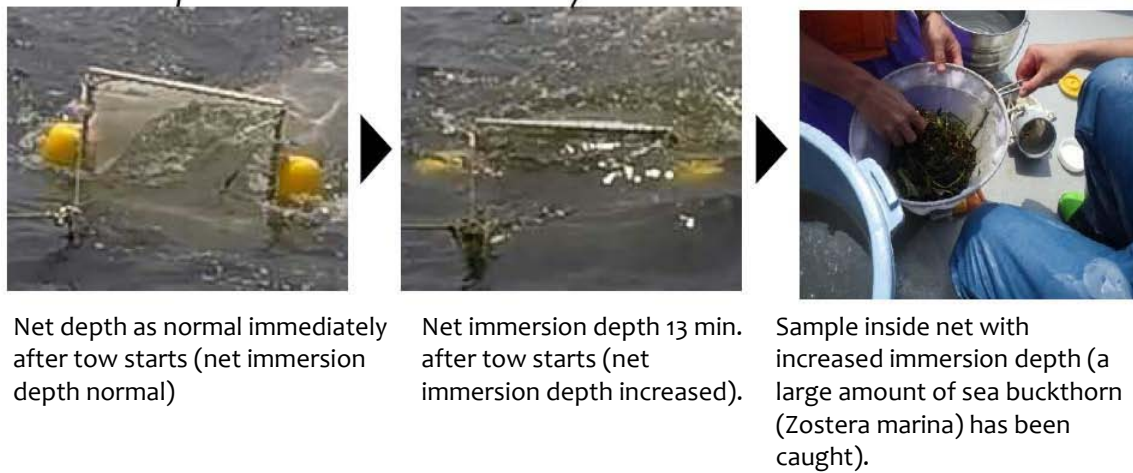 Net depth as normal immediately
after tow starts (net immersion
depth normal)
Net immersion depth 13 min.
after tow starts (net
immersion depth increased).
Sample inside net with
increased immersion depth (a
large amount of sea buckthorn
(Zostera marina) has been
caught).